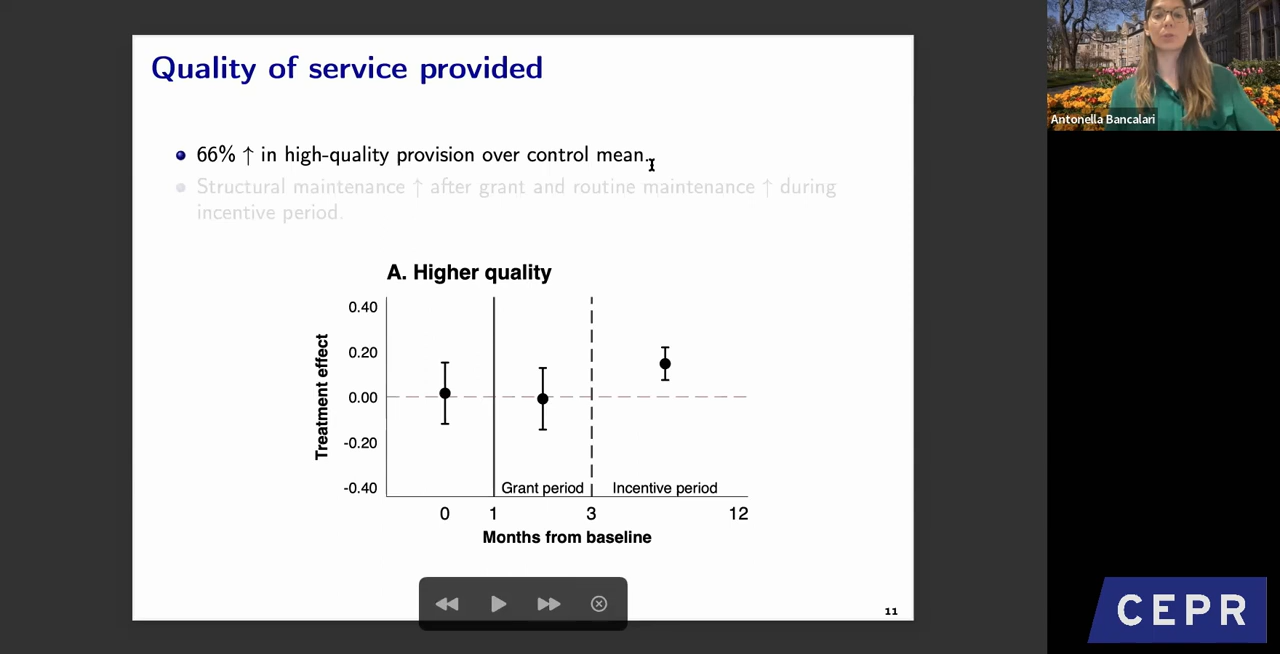 Quality of service provided
66% ↑ in high-quality provision over control mean.
Structural maintenance ↑ after grant and routine maintenance ↑ during
incentive period.
A. Higher quality
Treatment effect
0.40
0.20
0.00
-0.20
-0.40
Grant period
Incentive period
0 1 3 12
Months from baseline
11
Antonella Bancalari
CEPR